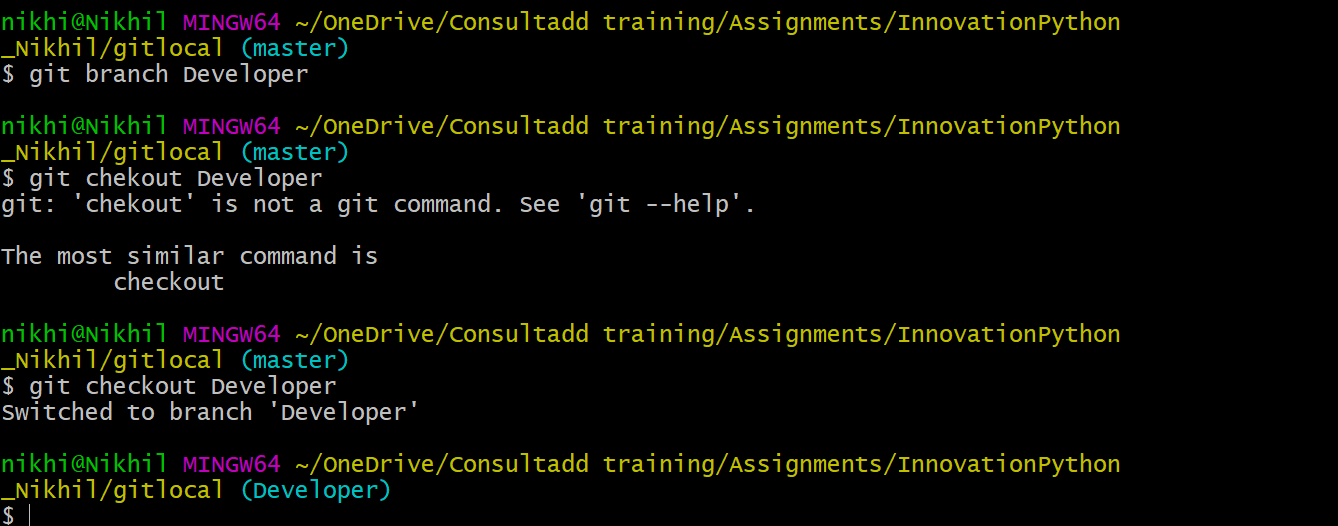 nikhi@Nikhil MINGW64 ~/OneDrive/Consultadd training/Assignments/InnovationPython
_Nikhil/gitlocal (master)
$ git branch Developer
nikhi@Nikhil MINGW64 ~/OneDrive/Consultadd training/Assignments/InnovationPython
_Nikhil/gitlocal (master)
$ git chekout Developer
git: 'chekout' is not a git command. See 'git --help'.
The most similar command is
checkout
nikhi@Nikhil MINGW64 ~/OneDrive/Consultadd training/Assignments/InnovationPython
_Nikhil/gitlocal (master)
$ git checkout Developer
Switched to branch 'Developer'
nikhi@Nikhil MINGW64 ~/OneDrive/Consultadd training/Assignments/InnovationPython
_Nikhil/gitlocal (Developer)
$